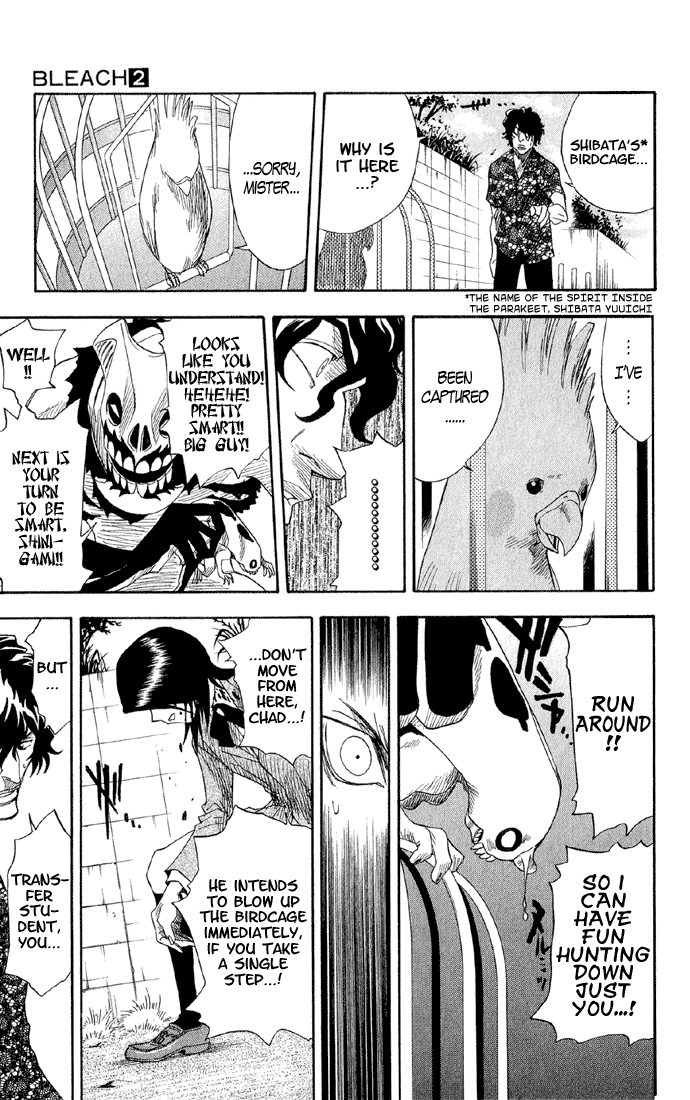 BLEACH 2
SHIBATA'S*
BIRDCAGE...
WHY IS
IT HERE
...?
...SORRY,
MISTER...
*THE NAME OF THE SPIRIT INSIDE
THE PARAKEET, SHIBATA YUUICHI
...
I'VE
...
BEEN
CAPTURED
......
............
LOOKS
LIKE YOU
UNDERSTAND!
HEHEHE!
PRETTY
SMART!!
BIG GUY!
WELL
!!
NEXT IS
YOUR
TURN
TO BE
SMART.
SHINI-
GAMI!!
RUN
AROUND
!!
SO I
CAN
HAVE
FUN
HUNTING
DOWN
JUST
YOU...!
...DON'T
MOVE
FROM
HERE,
CHAD...!
HE INTENDS
TO BLOW UP
THE BIRDCAGE
IMMEDIATELY,
IF YOU TAKE
A SINGLE
STEP...!
BUT
...
TRANS-
FER
STU-
DENT,
YOU...